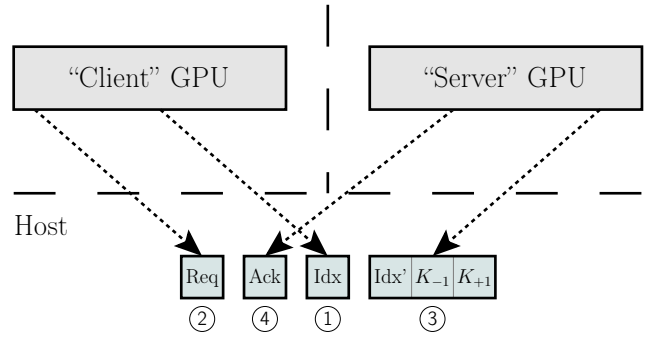 “Client” GPU “Server” GPU
Host
Req Ack Idx Idx' K₋₁ K₊₁
② ④ ① ③